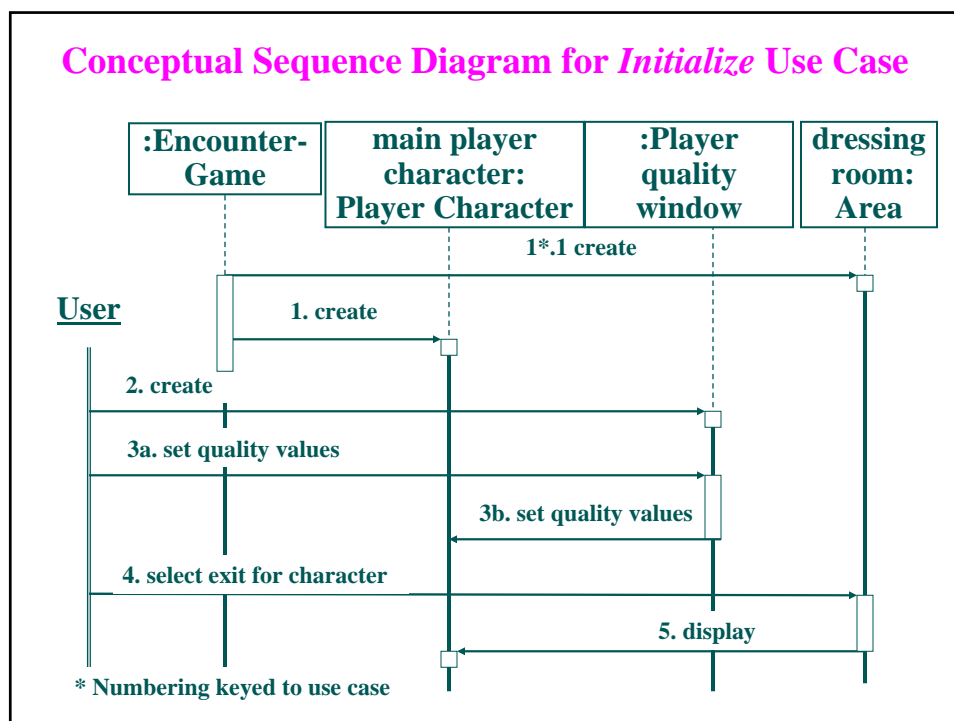 Conceptual Sequence Diagram for Initialize Use Case
:Encounter-
Game
main player
character:
Player Character
:Player
quality
window
dressing
room:
Area
1*.1 create
User
1. create
2. create
3a. set quality values
3b. set quality values
4. select exit for character
5. display
* Numbering keyed to use case